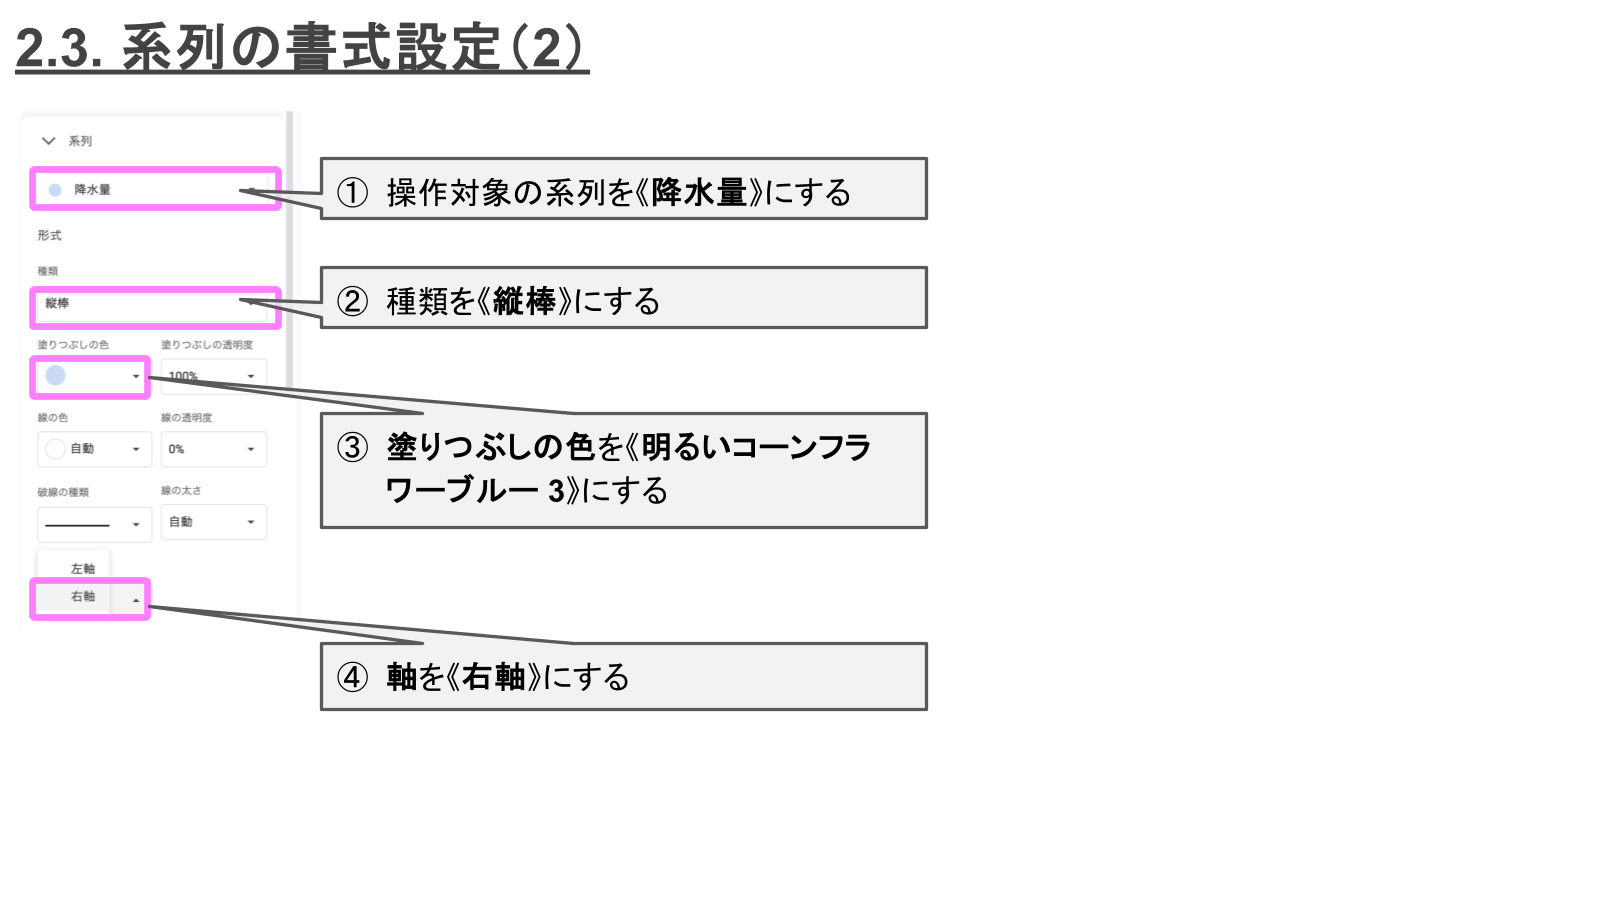 2.3. 系列の書式設定（2）
系列
降水量
① 操作対象の系列を《降水量》にする
形式
種類
縦棒
② 種類を《縦棒》にする
塗りつぶしの色 塗りつぶしの透明度
100%
線の色 線の透明度
自動 0%
③ 塗りつぶしの色を《明るいコーンフラ
ワーブルー 3》にする
破線の種類 線の太さ
自動
左軸
右軸
④ 軸を《右軸》にする